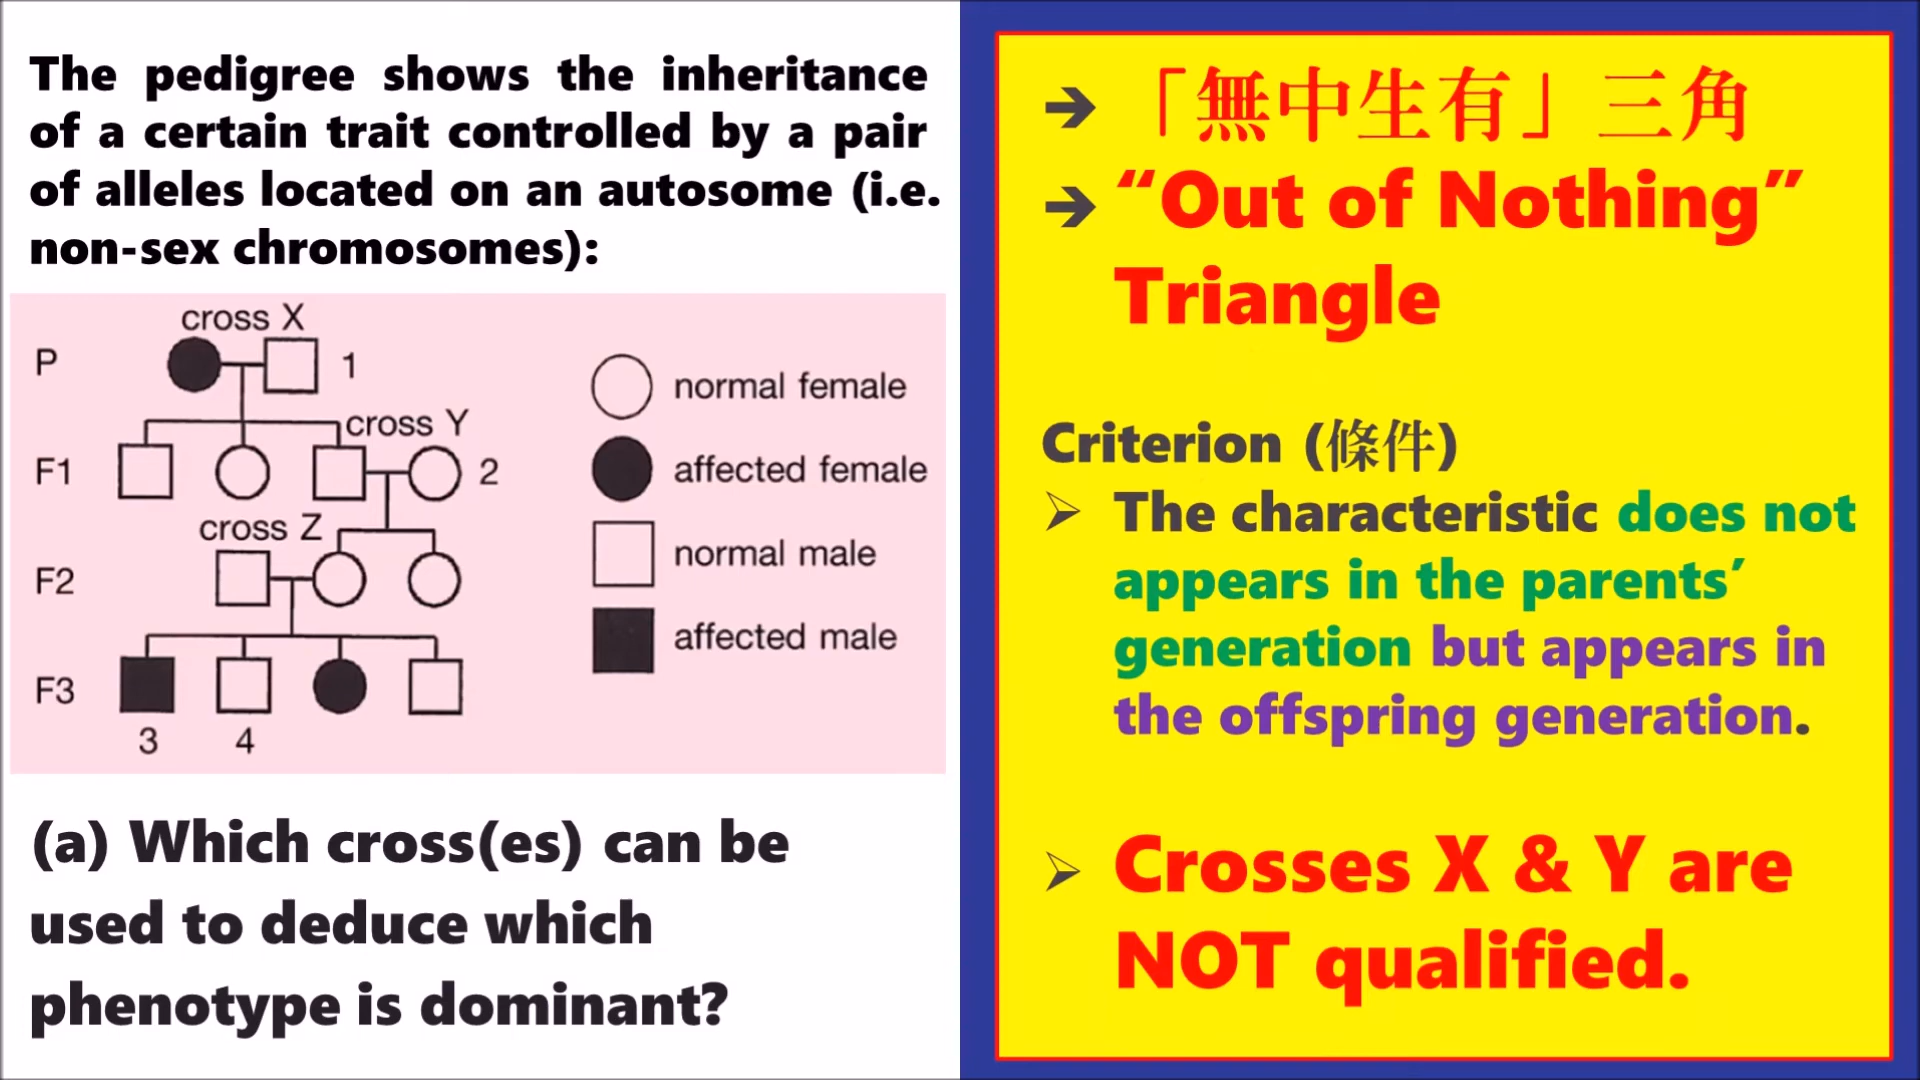 The pedigree shows the inheritance
of a certain trait controlled by a pair
of alleles located on an autosome (i.e.
non-sex chromosomes):
cross X
P
1
cross Y
F1
2
cross Z
F2
F3
3
4
normal female
affected female
normal male
affected male
(a) Which cross(es) can be
used to deduce which
phenotype is dominant?
➔ 「無中生有」三角
➔ “Out of Nothing”
Triangle
Criterion (條件)
➢ The characteristic does not
appears in the parents’
generation but appears in
the offspring generation.
➢ Crosses X & Y are
NOT qualified.